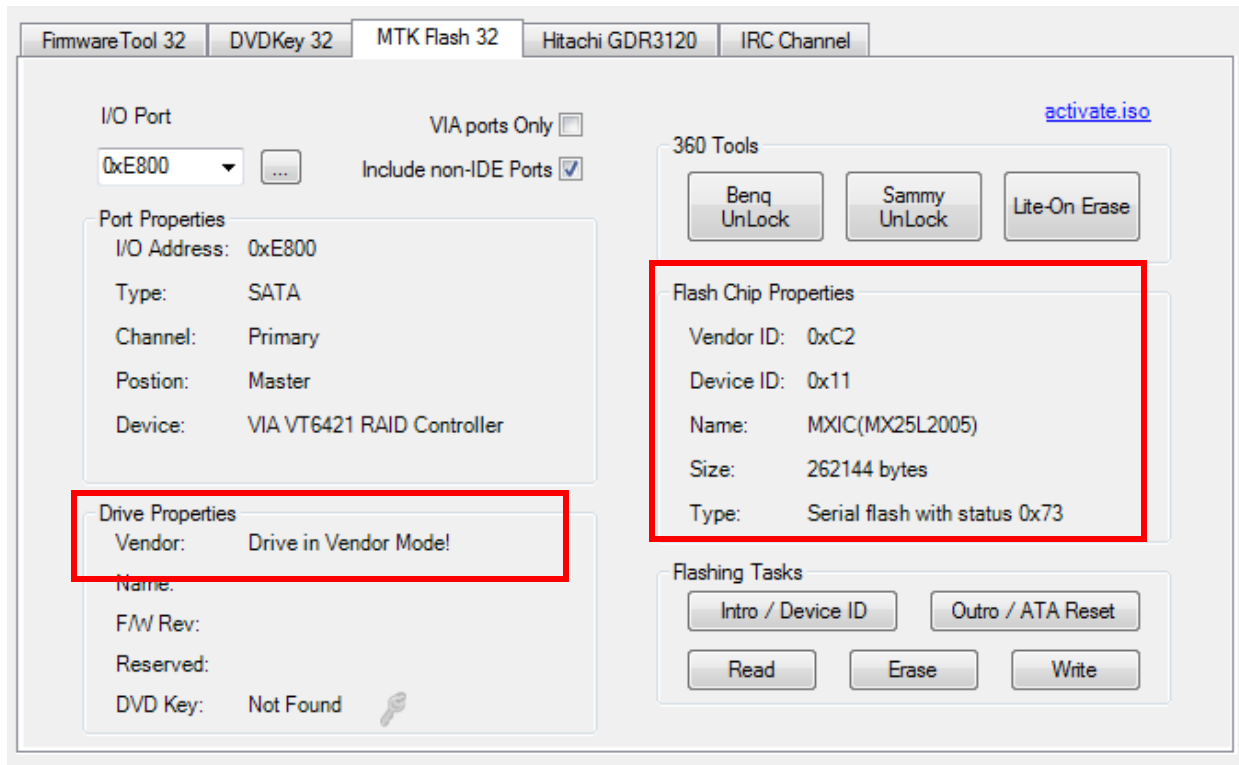 FirmwareTool 32 DVDKey 32 MTK Flash 32 Hitachi GDR3120 IRC Channel
I/O Port
VIA ports Only
0xE800 ...
Include non-IDE Ports
Port Properties
I/O Address: 0xE800
Type: SATA
Channel: Primary
Postion: Master
Device: VIA VT6421 RAID Controller
Drive Properties
Vendor: Drive in Vendor Mode!
Name:
F/W Rev:
Reserved:
DVD Key: Not Found
activate.iso
360 Tools
Benq
UnLock
Sammy
UnLock
Lite-On Erase
Flash Chip Properties
Vendor ID: 0xC2
Device ID: 0x11
Name: MXIC(MX25L2005)
Size: 262144 bytes
Type: Serial flash with status 0x73
Flashing Tasks
Intro / Device ID Outro / ATA Reset
Read Erase Write